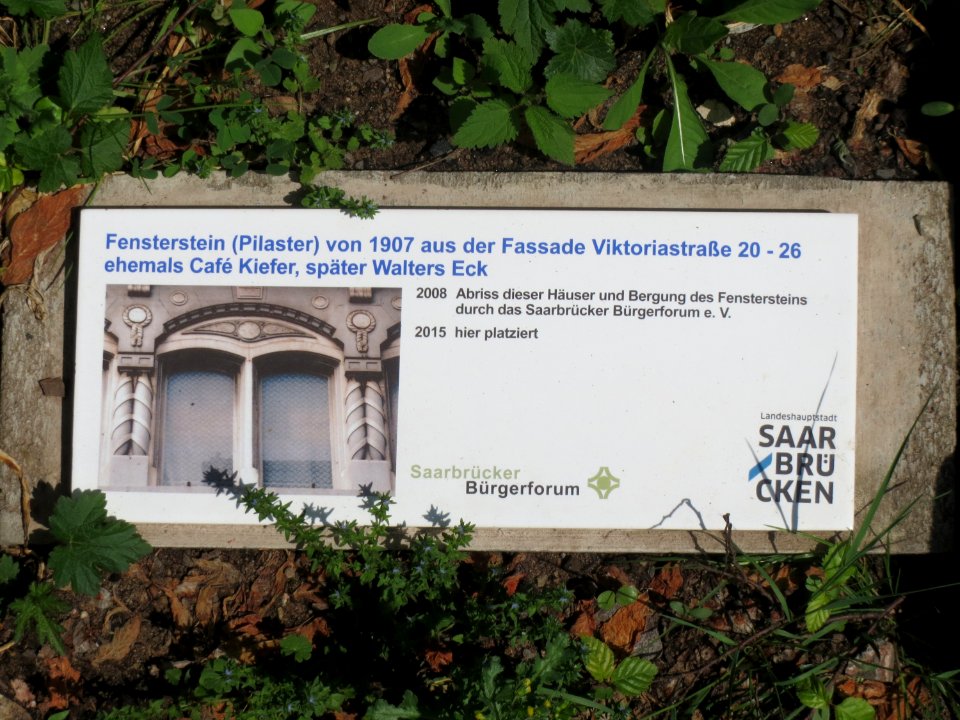 Fensterstein (Pilaster) von 1907 aus der Fassade Viktoriastraße 20 - 26
ehemals Café Kiefer, später Walters Eck
2008 Abriss dieser Häuser und Bergung des Fenstersteins
durch das Saarbrücker Bürgerforum e. V.
2015 hier platziert
Saarbrücker
Bürgerforum
Landeshauptstadt
SAAR
BRÜ
CKEN